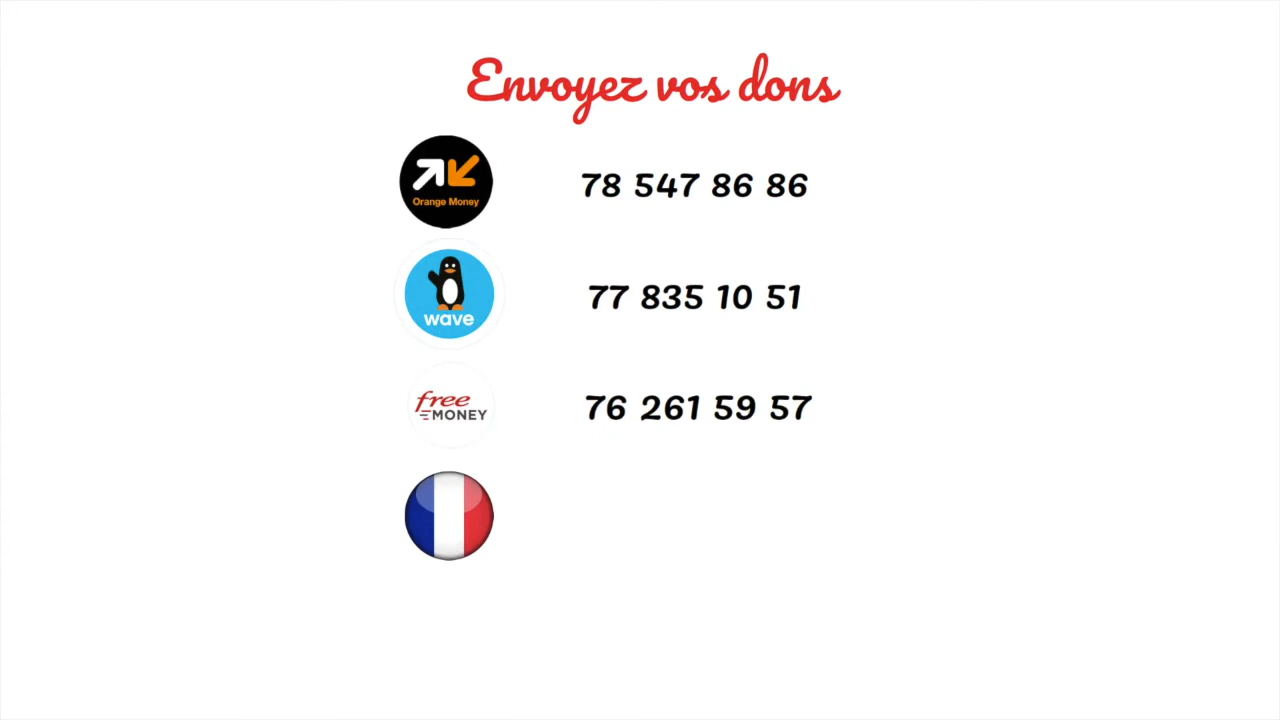 Envoyez vos dons
Orange Money
78 547 86 86
wave
77 835 10 51
free
MONEY
76 261 59 57